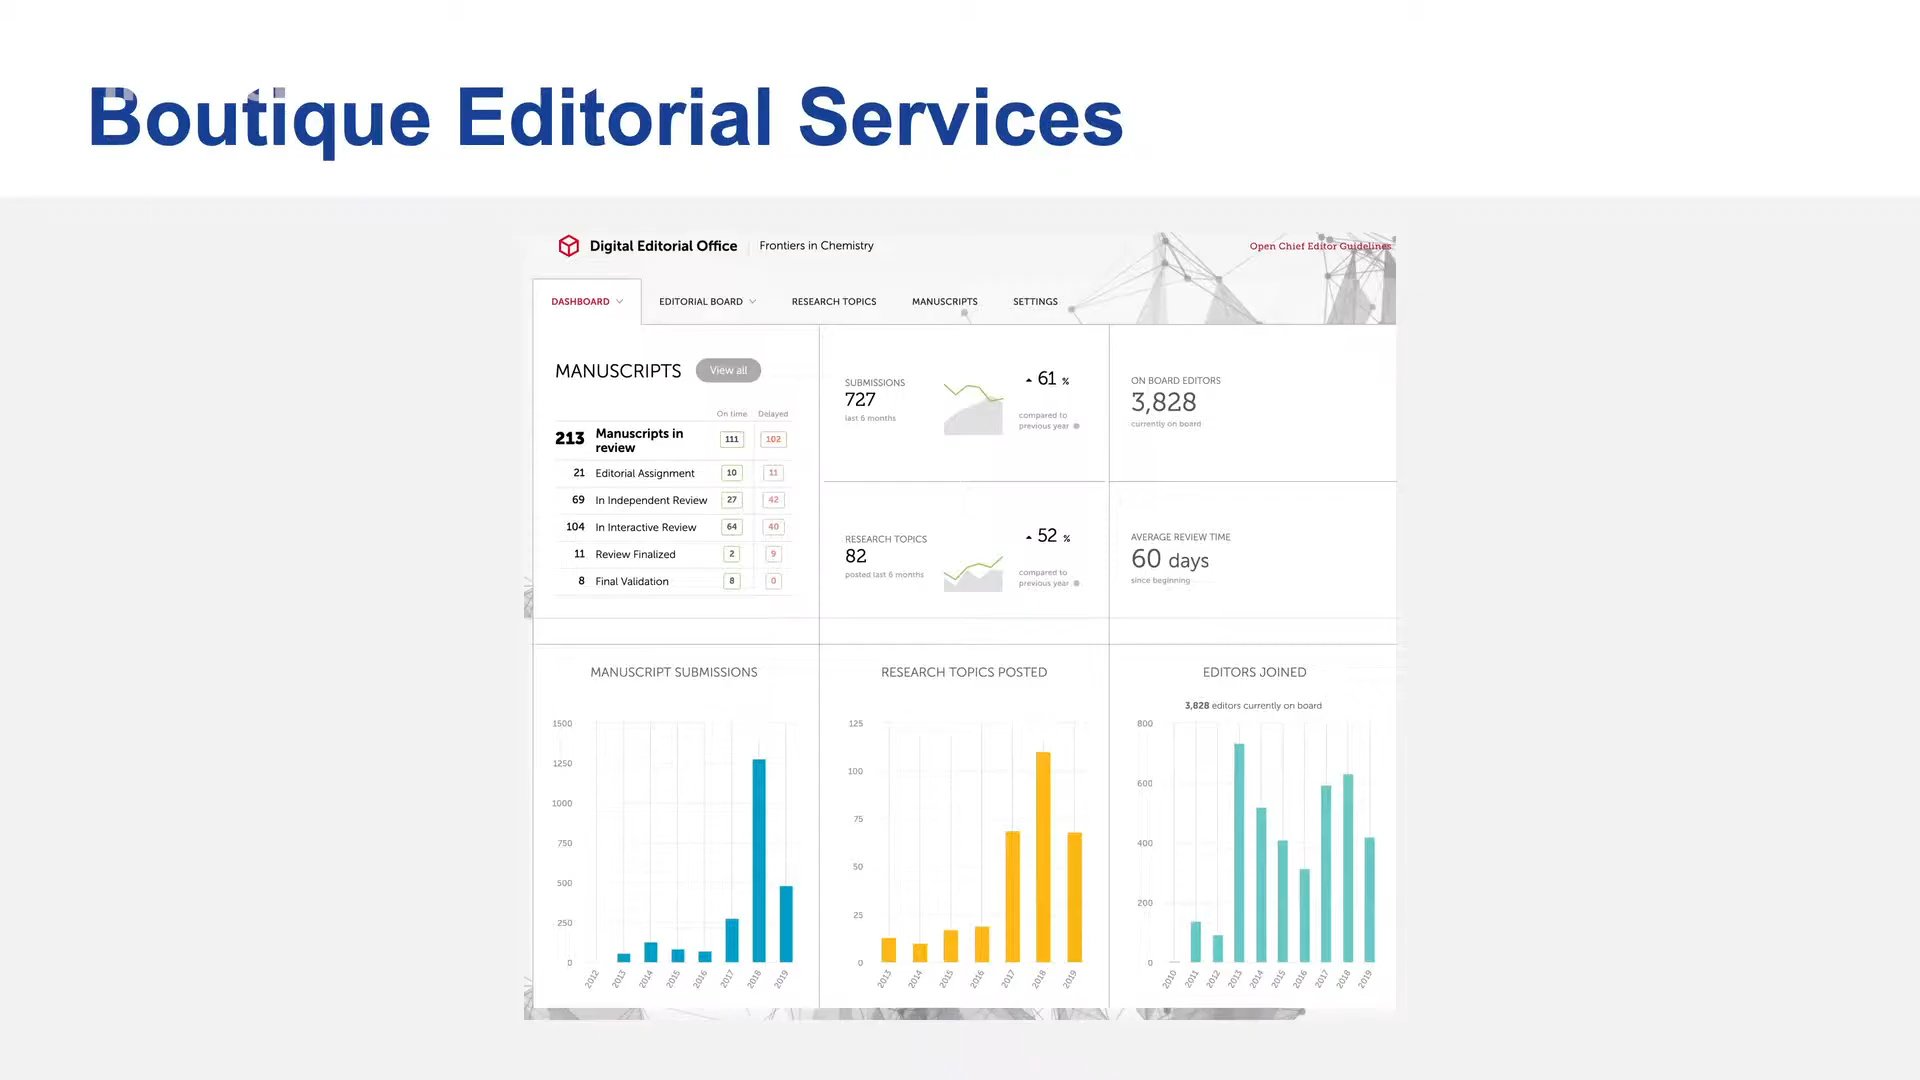 Boutique Editorial Services
Digital Editorial Office
Frontiers in Chemistry
Open Chief Editor Guidelines
DASHBOARD
EDITORIAL BOARD
RESEARCH TOPICS
MANUSCRIPTS
SETTINGS
MANUSCRIPTS
View all
On time Delayed
213 Manuscripts in review 111 102
21 Editorial Assignment 10 11
69 In Independent Review 27 42
104 In Interactive Review 64 40
11 Review Finalized 2 9
8 Final Validation 8 0
SUBMISSIONS
727
last 6 months
61 %
compared to
previous year
ON BOARD EDITORS
3,828
currently on board
RESEARCH TOPICS
82
posted last 6 months
52 %
compared to
previous year
AVERAGE REVIEW TIME
60 days
since beginning
MANUSCRIPT SUBMISSIONS
1500
1250
1000
750
500
250
0
2012 2013 2014 2015 2016 2017 2018 2019
RESEARCH TOPICS POSTED
125
100
75
50
25
0
2013 2014 2015 2016 2017 2018 2019
EDITORS JOINED
3,828 editors currently on board
800
600
400
200
0
2010 2011 2012 2013 2014 2015 2016 2017 2018 2019